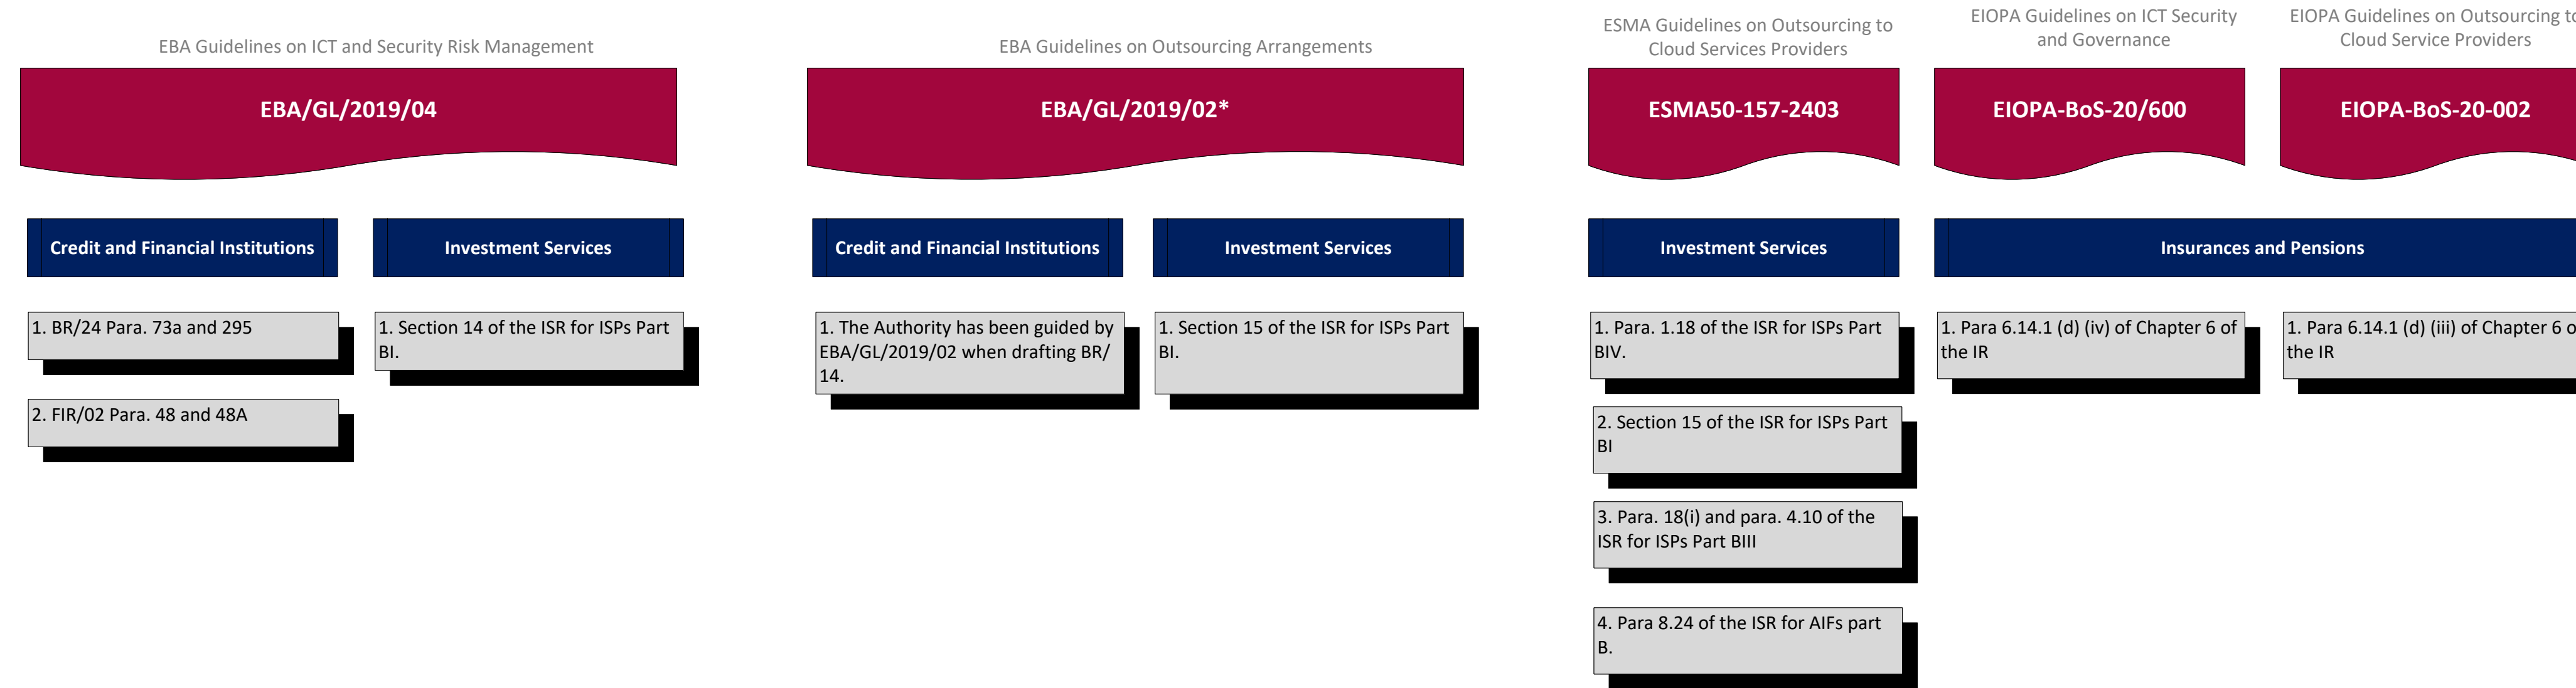 EBA Guidelines on ICT and Security Risk Management
EBA/GL/2019/04
Credit and Financial Institutions
1. BR/24 Para. 73a and 295
2. FIR/02 Para. 48 and 48A
Investment Services
1. Section 14 of the ISR for ISPs Part
BI.
EBA Guidelines on Outsourcing Arrangements
EBA/GL/2019/02*
Credit and Financial Institutions
1. The Authority has been guided by
EBA/GL/2019/02 when drafting BR/
14.
Investment Services
1. Section 15 of the ISR for ISPs Part
BI.
ESMA Guidelines on Outsourcing to
Cloud Services Providers
ESMA50-157-2403
Investment Services
1. Para. 1.18 of the ISR for ISPs Part
BIV.
2. Section 15 of the ISR for ISPs Part
BI
3. Para. 18(i) and para. 4.10 of the
ISR for ISPs Part BIII
4. Para 8.24 of the ISR for AIFs part
B.
EIOPA Guidelines on ICT Security
and Governance
EIOPA-BoS-20/600
EIOPA Guidelines on Outsourcing to
Cloud Service Providers
EIOPA-BoS-20-002
Insurances and Pensions
1. Para 6.14.1 (d) (iv) of Chapter 6 of
the IR
1. Para 6.14.1 (d) (iii) of Chapter 6 o
the IR